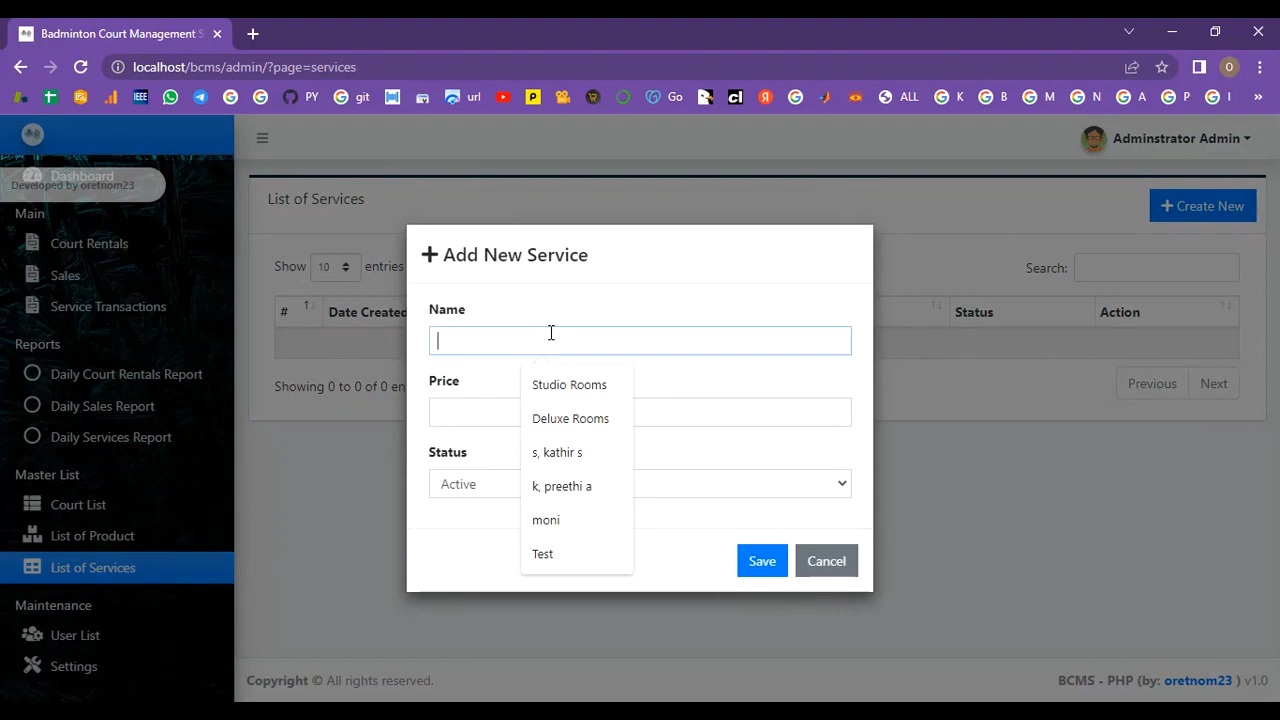 Badminton Court Management S
localhost/bcms/admin/?page=services
O
IEEE
PY
git
url
P
Go
ALL
K
B
M
N
A
P
I
Adminstrator Admin
Dashboard
Developed by oretnom23
Main
Court Rentals
Sales
Service Transactions
Reports
Daily Court Rentals Report
Daily Sales Report
Daily Services Report
Master List
Court List
List of Product
List of Services
Maintenance
User List
Settings
List of Services
+ Create New
Show 10 entries
Search:
# Date Created Status Action
Showing 0 to 0 of 0 en
Previous Next
+ Add New Service
Name
Studio Rooms
Deluxe Rooms
s, kathir s
k, preethi a
moni
Test
Price
Status
Active
Save Cancel
Copyright © All rights reserved.
BCMS - PHP (by: oretnom23 ) v1.0